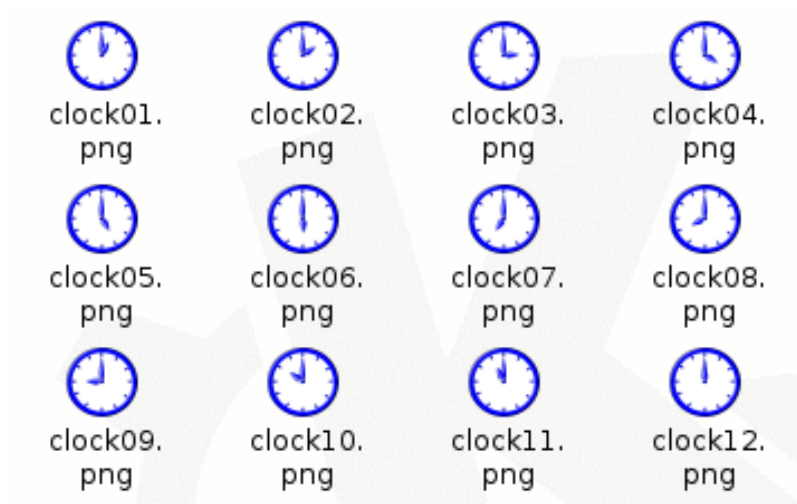 clock01.
png
clock02.
png
clock03.
png
clock04.
png
clock05.
png
clock06.
png
clock07.
png
clock08.
png
clock09.
png
clock10.
png
clock11.
png
clock12.
png